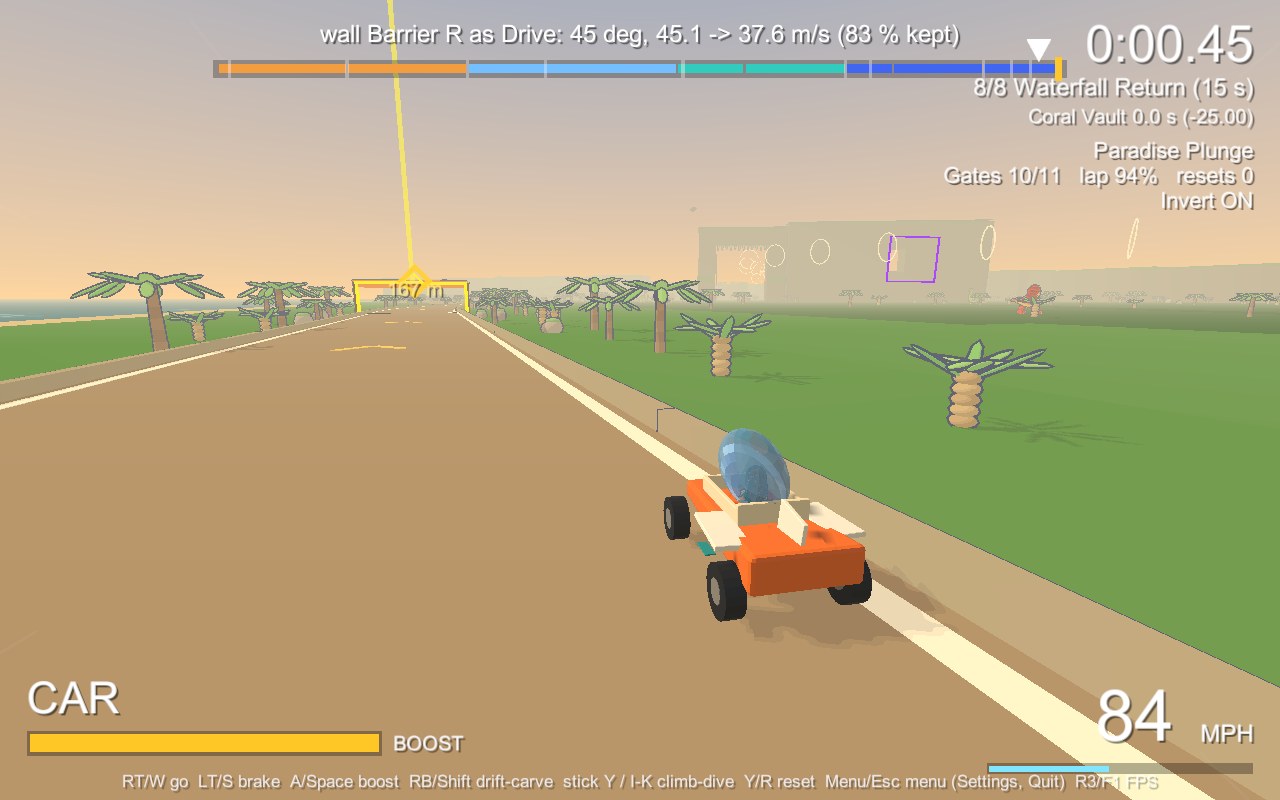 wall Barrier R as Drive: 45 deg, 45.1 -> 37.6 m/s (83 % kept)
0:00.45
8/8 Waterfall Return (15 s)
Coral Vault 0.0 s (-25.00)
Paradise Plunge
Gates 10/11 lap 94% resets 0
Invert ON
167 m
CAR
BOOST
84 MPH
RT/W go LT/S brake A/Space boost RB/Shift drift-carve stick Y / I-K climb-dive Y/R reset Menu/Esc menu (Settings, Quit) R3/F1 FPS